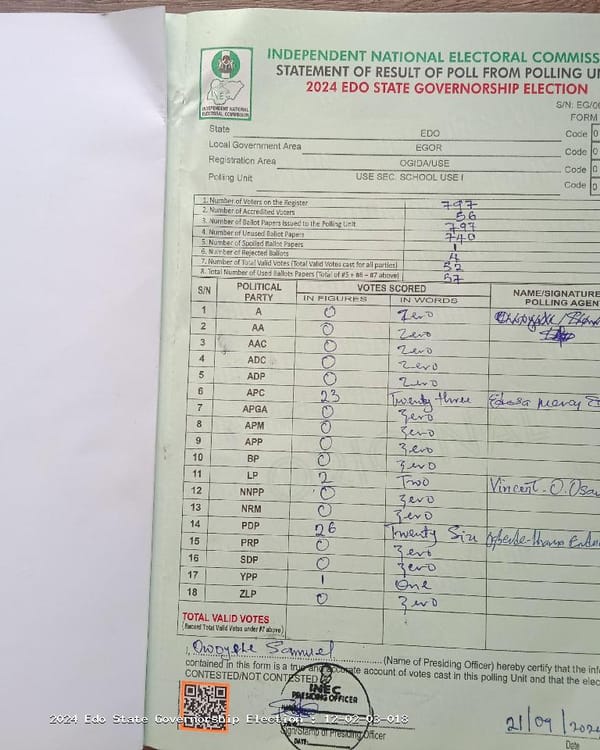 INDEPENDENT NATIONAL ELECTORAL COMMISS
STATEMENT OF RESULT OF POLL FROM POLLING UN
2024 EDO STATE GOVERNORSHIP ELECTION
INDEPENDENT NATIONAL ELECTORAL COMMISSION
S/N: EG/0
FORM
State EDO Code 0
Local Government Area EGOR Code 0
Registration Area OGIDA/USE Code 0
Polling Unit USE SEC. SCHOOL USE I Code 0
1. Number of Voters on the Register 797
2. Number of Accredited Voters 56
3. Number of Ballot Papers Issued to the Polling Unit 797
4. Number of Unused Ballot Papers 740
5. Number of Spoiled Ballot Papers 1
6. Number of Rejected Ballots 4
7. Number of Total Valid Votes (Total Valid Votes cast for all parties) 52
8. Total Number of Used Ballots Papers (Total of #5 + #6 + #7 above) 57
S/N POLITICAL PARTY VOTES SCORED NAME/SIGNATURE POLLING AGEN
IN FIGURES IN WORDS
1 A 0 Zero
2 AA 0 Zero
3 AAC 0 Zero
4 ADC 0 Zero
5 ADP 0 Zero
6 APC 23 Twenty three Edosa mercy
7 APGA 0 Zero
8 APM 0 Zero
9 APP 0 Zero
10 BP 0 Zero
11 LP 2 Two Vincent O. Osa
12 NNPP 0 Zero
13 NRM 0 Zero
14 PDP 26 Twenty Six
15 PRP 0 Zero
16 SDP 0 Zero
17 YPP 1 One
18 ZLP 0 Zero
TOTAL VALID VOTES
(Record Total Valid Votes under #7 above)
I, Samuel (Name of Presiding Officer) hereby certify that the inf
contained in this form is a true and accurate account of votes cast in this polling Unit and that the elec
CONTESTED/NOT CONTESTED
INEC
PRESIDING OFFICER
Sign/Stamp of Presiding Officer
DATE:
21/09/202
Date
2024 Edo State Governorship Election : 12-02-03-018